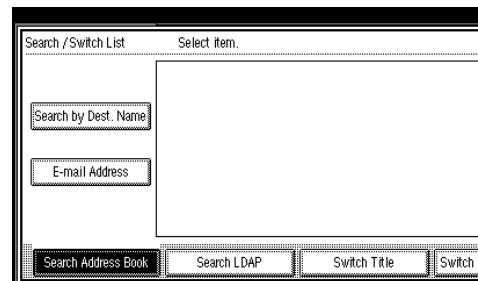 Search / Switch List Select item.
Search by Dest. Name
E-mail Address
Search Address Book Search LDAP Switch Title Switch